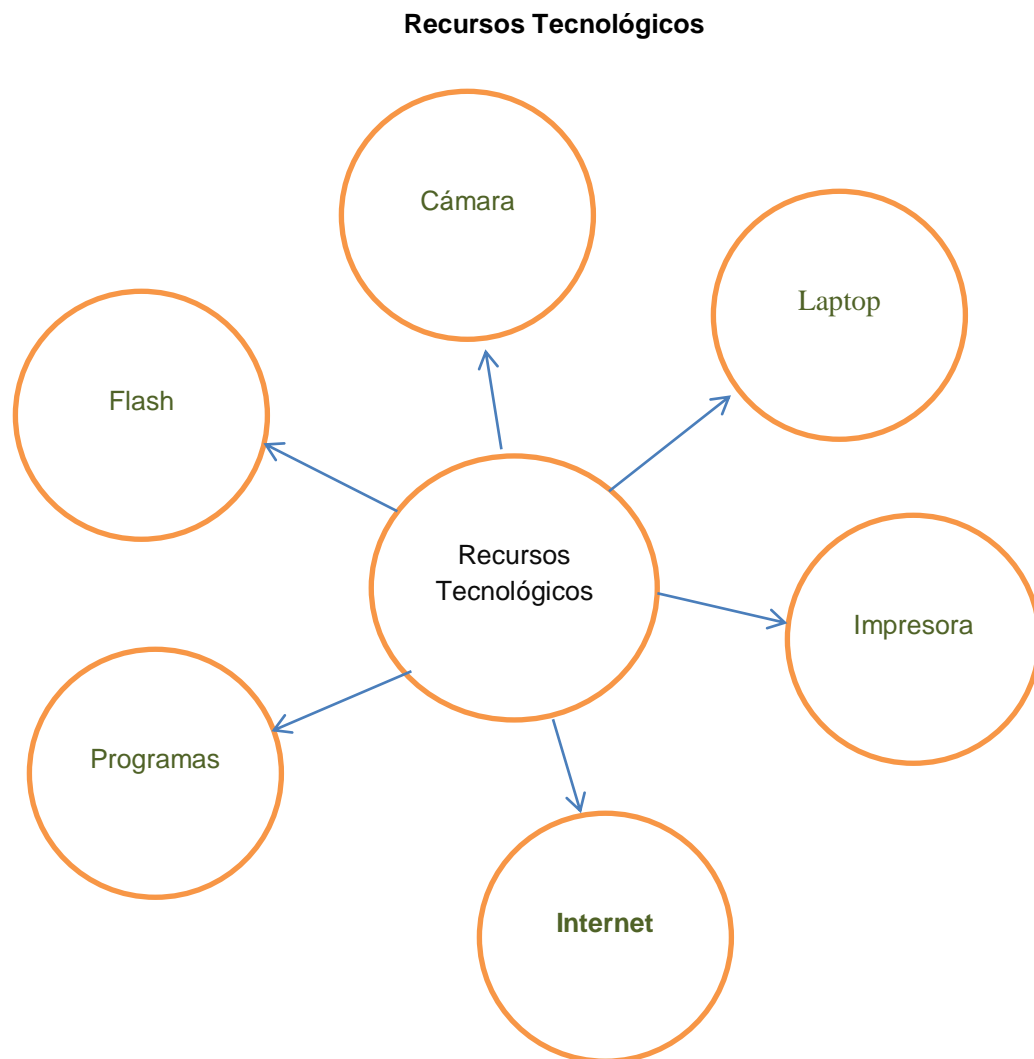 Recursos Tecnológicos
Cámara
Laptop
Flash
Recursos
Tecnológicos
Impresora
Programas
Internet